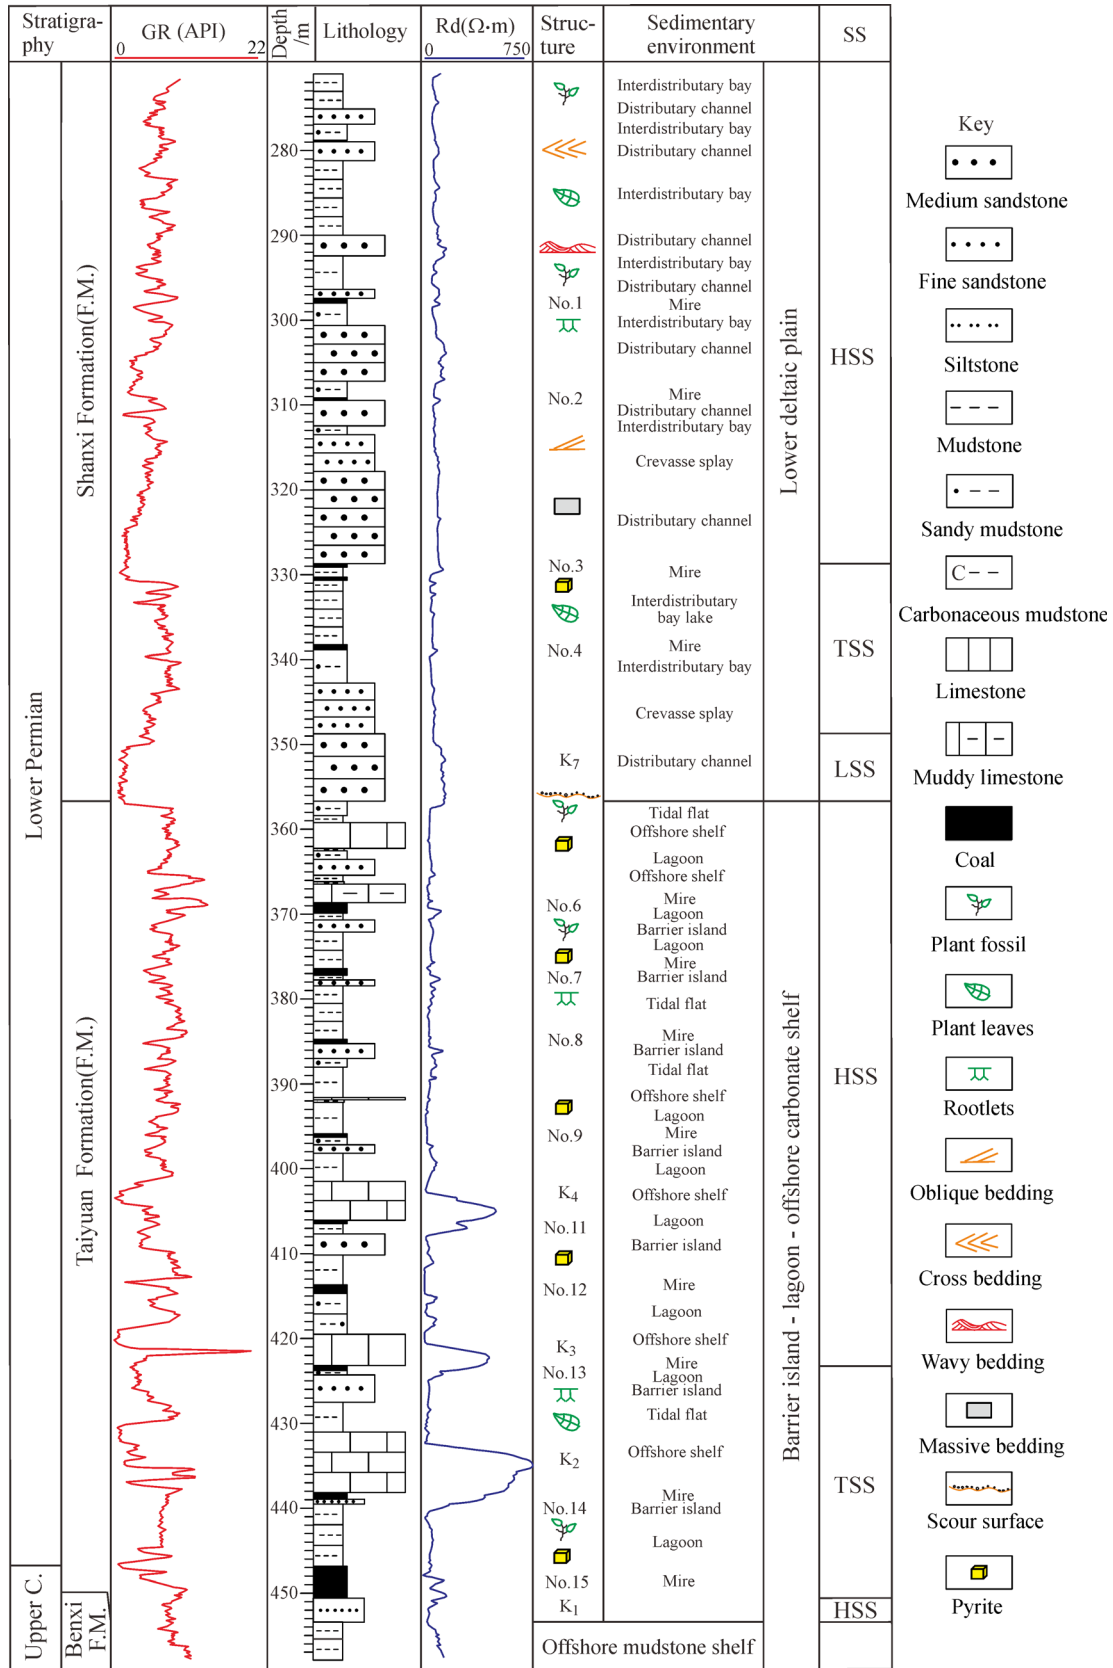 Stratigra-
phy
GR (API)
0
22
Depth
/m
Lithology
Rd(Ω·m)
0
750
Struc-
ture
Sedimentary
environment
SS
Lower Permian
Upper C.
Shanxi Formation(F.M.)
Taiyuan Formation(F.M.)
Benxi
F.M.
280
290
300
310
320
330
340
350
360
370
380
390
400
410
420
430
440
450
No.1
No.2
No.3
No.4
K7
No.6
No.7
No.8
No.9
K4
No.11
No.12
K3
No.13
K2
No.14
No.15
K1
Interdistributary bay
Distributary channel
Interdistributary bay
Distributary channel
Interdistributary bay
Distributary channel
Interdistributary bay
Distributary channel
Mire
Interdistributary bay
Distributary channel
Mire
Distributary channel
Interdistributary bay
Crevasse splay
Distributary channel
Mire
Interdistributary
bay lake
Mire
Interdistributary bay
Crevasse splay
Distributary channel
Tidal flat
Offshore shelf
Lagoon
Offshore shelf
Mire
Lagoon
Barrier island
Lagoon
Mire
Barrier island
Tidal flat
Mire
Barrier island
Tidal flat
Offshore shelf
Lagoon
Mire
Barrier island
Lagoon
Offshore shelf
Lagoon
Barrier island
Mire
Lagoon
Offshore shelf
Mire
Lagoon
Barrier island
Tidal flat
Offshore shelf
Mire
Barrier island
Lagoon
Mire
Offshore mudstone shelf
Lower deltaic plain
Barrier island - lagoon - offshore carbonate shelf
HSS
TSS
LSS
HSS
TSS
HSS
Key
Medium sandstone
Fine sandstone
Siltstone
Mudstone
Sandy mudstone
C
Carbonaceous mudstone
Limestone
Muddy limestone
Coal
Plant fossil
Plant leaves
Rootlets
Oblique bedding
Cross bedding
Wavy bedding
Massive bedding
Scour surface
Pyrite